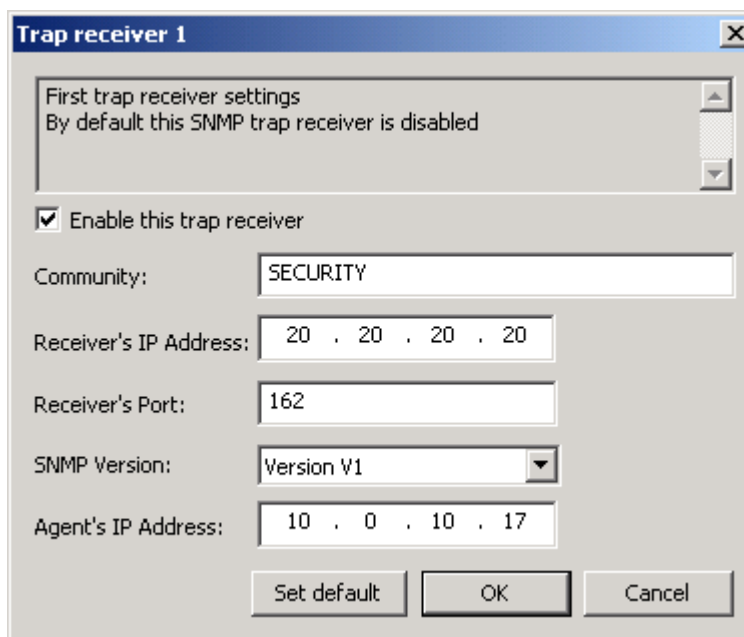 Trap receiver 1
First trap receiver settings
By default this SNMP trap receiver is disabled
Enable this trap receiver
Community: SECURITY
Receiver's IP Address: 20 . 20 . 20 . 20
Receiver's Port: 162
SNMP Version: Version V1
Agent's IP Address: 10 . 0 . 10 . 17
Set default OK Cancel